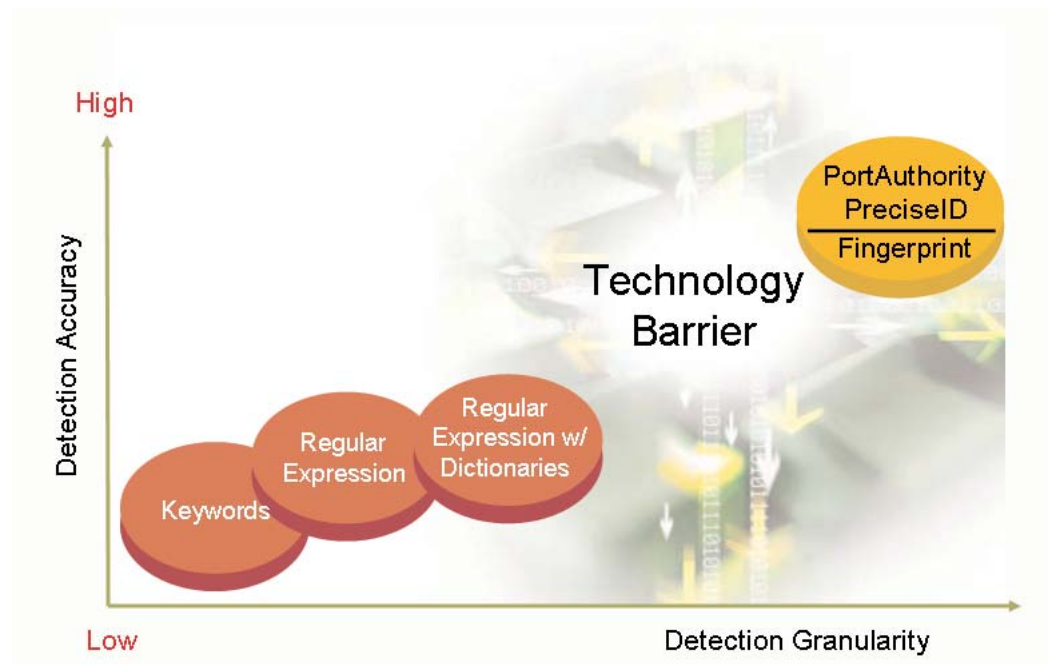 High
PortAuthority
PreciseID
Fingerprint
Technology
Barrier
Detection Accuracy
Regular
Expression w/
Dictionaries
Regular
Expression
Keywords
Low
Detection Granularity